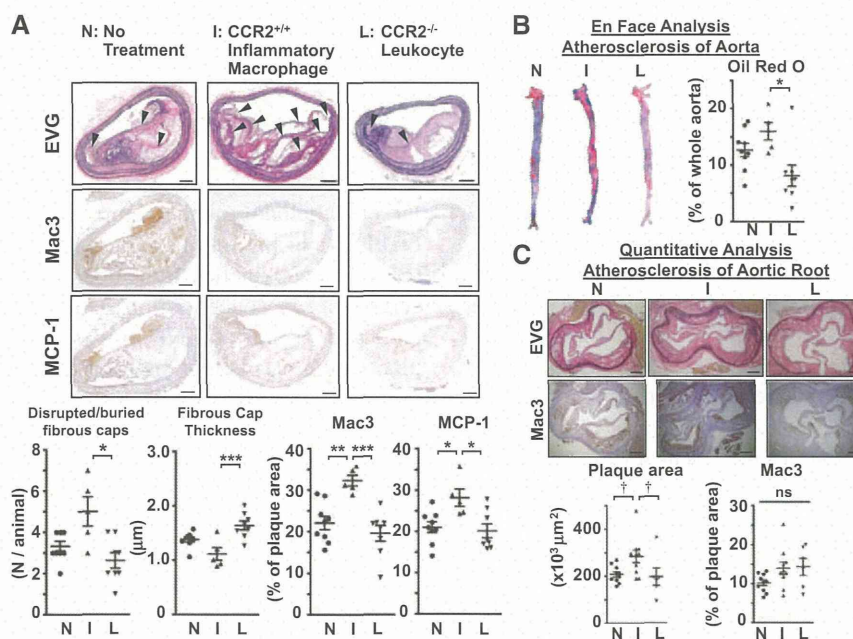 A
N: No
Treatment
I: CCR2+/+
Inflammatory
Macrophage
L: CCR2-/-
Leukocyte
EVG
Mac3
MCP-1
Disrupted/buried
fibrous caps
(N / animal)
8
6
4
2
0
N I L
*
Fibrous Cap
Thickness
(μm)
3.0
2.0
1.0
0
N I L
***
Mac3
(% of plaque area)
40
30
20
10
0
N I L
** ***
MCP-1
40
30
20
10
0
N I L
* *
B
En Face Analysis
Atherosclerosis of Aorta
N I L
Oil Red O
*
(% of whole aorta)
20
10
0
N I L
C
Quantitative Analysis
Atherosclerosis of Aortic Root
N I L
EVG
Mac3
Plaque area
† †
(x10³μm²)
400
200
0
N I L
Mac3
ns
(% of plaque area)
30
20
10
0
N I L